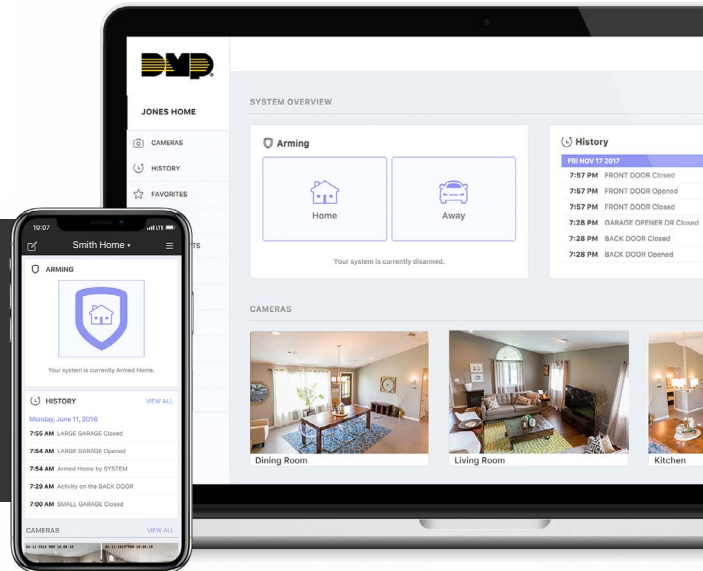 DMP
JONES HOME
CAMERAS
HISTORY
FAVORITES
TS
SYSTEM OVERVIEW
Arming
Home
Away
Your system is currently disarmed.
History
FRI NOV 17 2017
7:57 PM FRONT DOOR Closed
7:57 PM FRONT DOOR Opened
7:57 PM FRONT DOOR Closed
7:28 PM GARAGE OPENER DR Closed
7:28 PM BACK DOOR Closed
7:28 PM BACK DOOR Opened
CAMERAS
Dining Room
Living Room
Kitchen
10:07
LTE
Smith Home
ARMING
Your system is currently Armed Home.
HISTORY VIEW ALL
Monday, June 11, 2018
7:55 AM LARGE GARAGE Closed
7:54 AM LARGE GARAGE Opened
7:54 AM Armed Home by SYSTEM
7:29 AM Activity on the BACK DOOR
7:00 AM SMALL GARAGE Closed
CAMERAS VIEW ALL